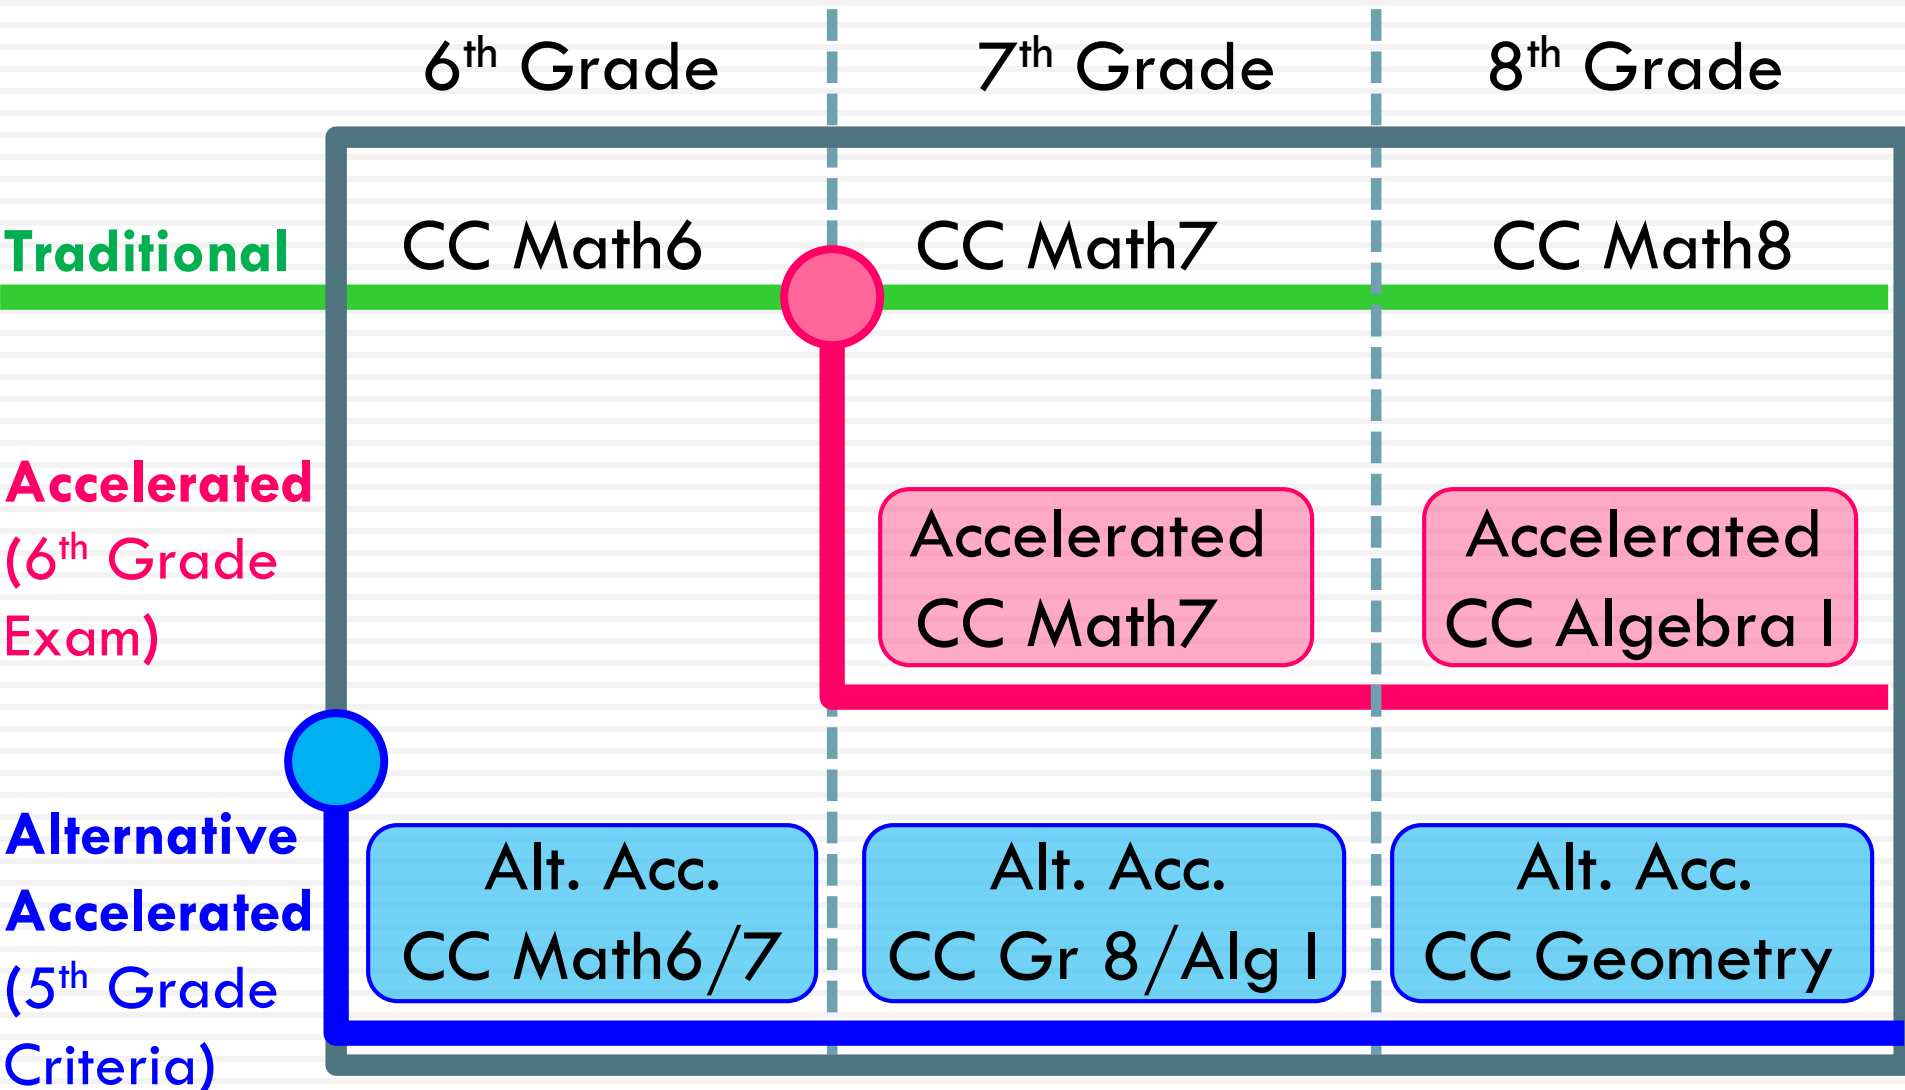 6th Grade
7th Grade
8th Grade
Traditional
CC Math6
CC Math7
CC Math8
Accelerated
(6th Grade
Exam)
Accelerated
CC Math7
Accelerated
CC Algebra I
Alternative
Accelerated
(5th Grade
Criteria)
Alt. Acc.
CC Math6/7
Alt. Acc.
CC Gr 8/Alg I
Alt. Acc.
CC Geometry